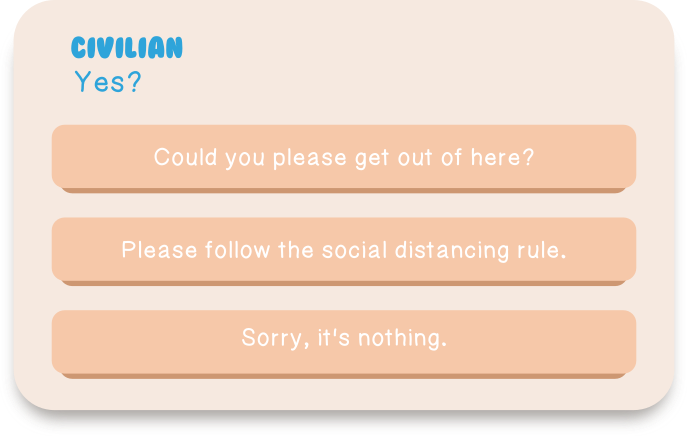 CIVILIAN
Yes?
Could you please get out of here?
Please follow the social distancing rule.
Sorry, it's nothing.